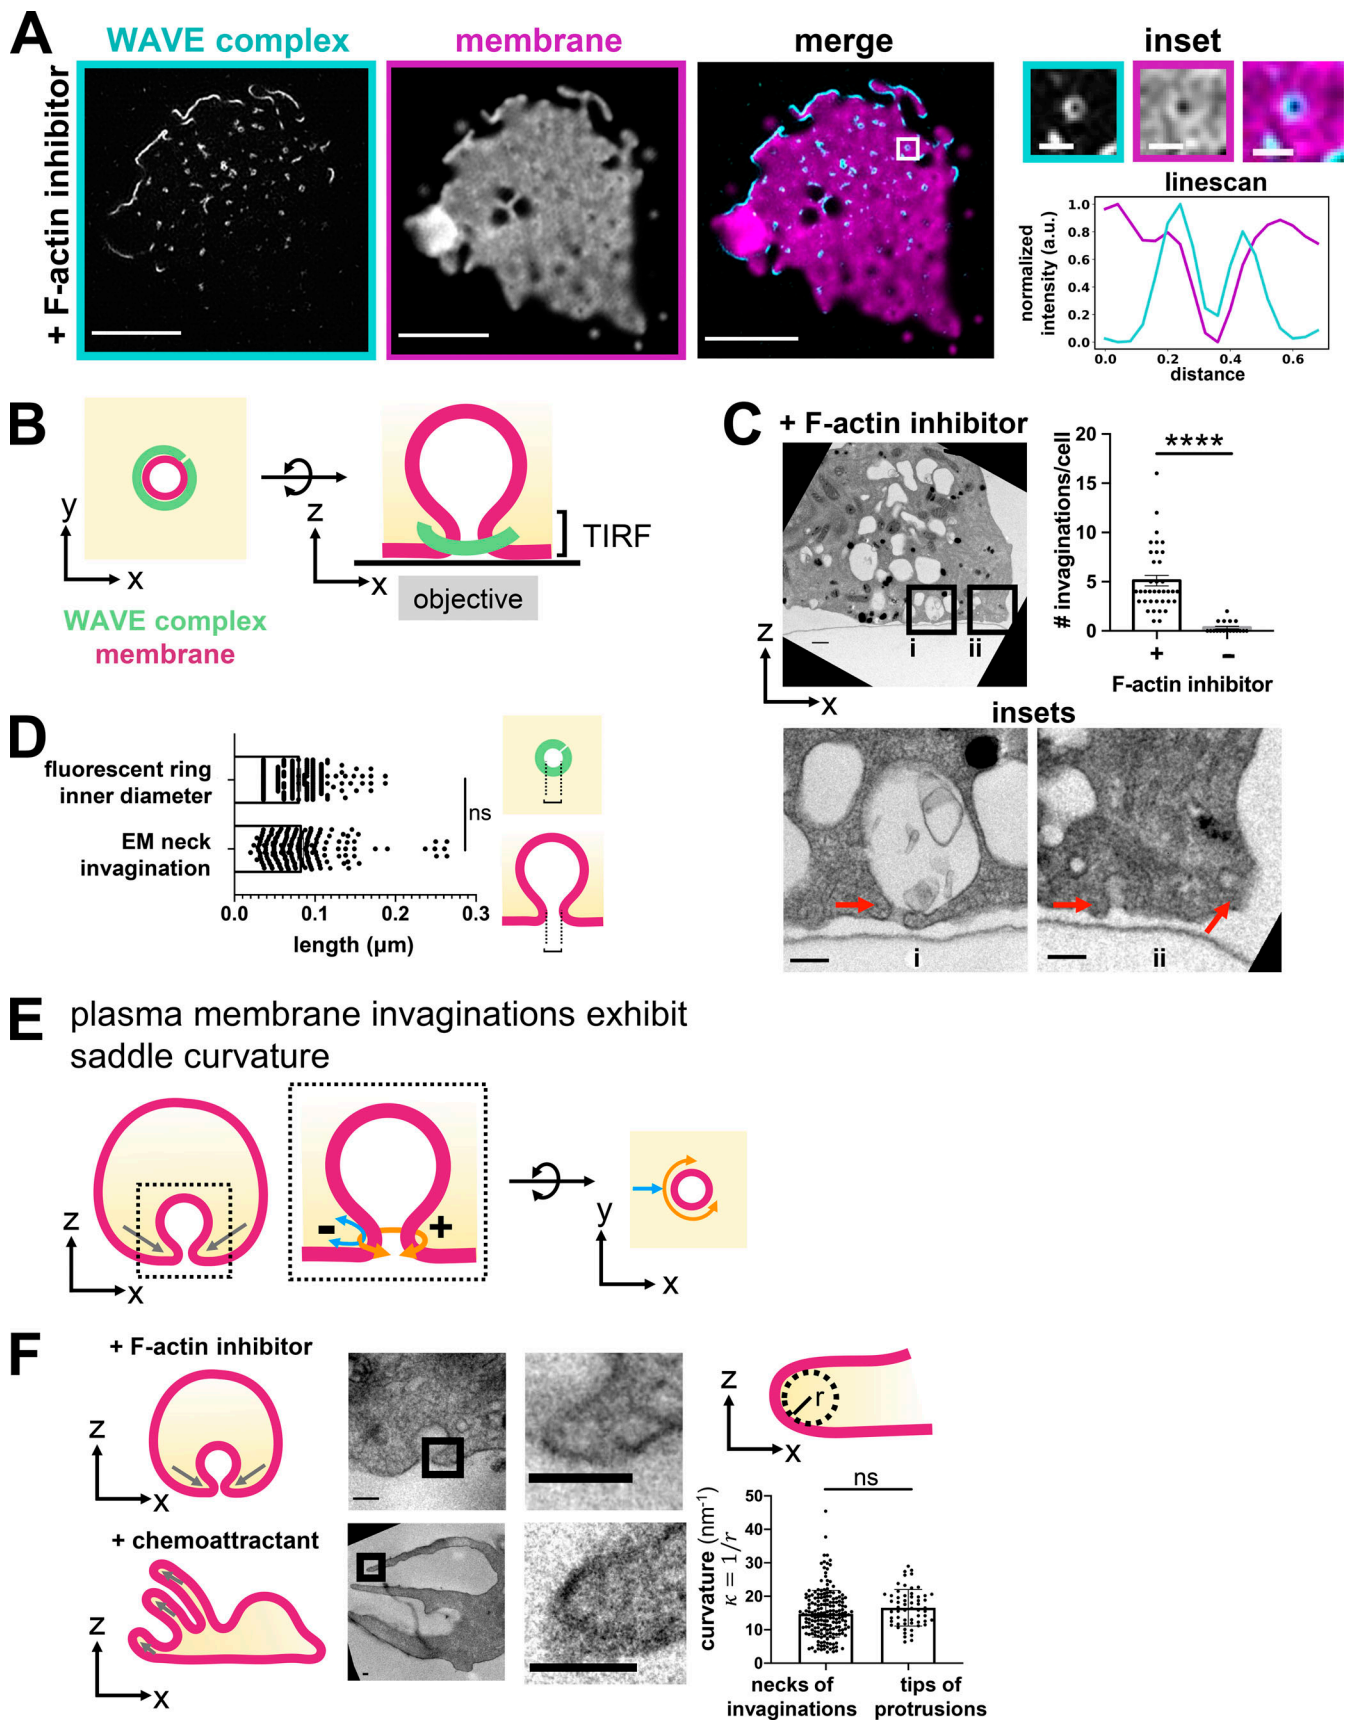 A
WAVE complex
membrane
merge
inset
+ F-actin inhibitor
linescan
normalized
intensity (a.u.)
1.0
0.8
0.6
0.4
0.2
0.0
0.0 0.2 0.4 0.6
distance
B
y
x
z
x
TIRF
objective
WAVE complex
membrane
C
+ F-actin inhibitor
z
x
i
ii
# invaginations/cell
20
15
10
5
0
****
+ −
F-actin inhibitor
insets
i
ii
D
fluorescent ring
inner diameter
EM neck
invagination
ns
0.0 0.1 0.2 0.3
length (µm)
E
plasma membrane invaginations exhibit
saddle curvature
z
x
- +
y
x
F
+ F-actin inhibitor
z
x
+ chemoattractant
z
x
z
x
r
ns
curvature (nm⁻¹)
κ = 1/r
50
40
30
20
10
0
necks of
invaginations
tips of
protrusions